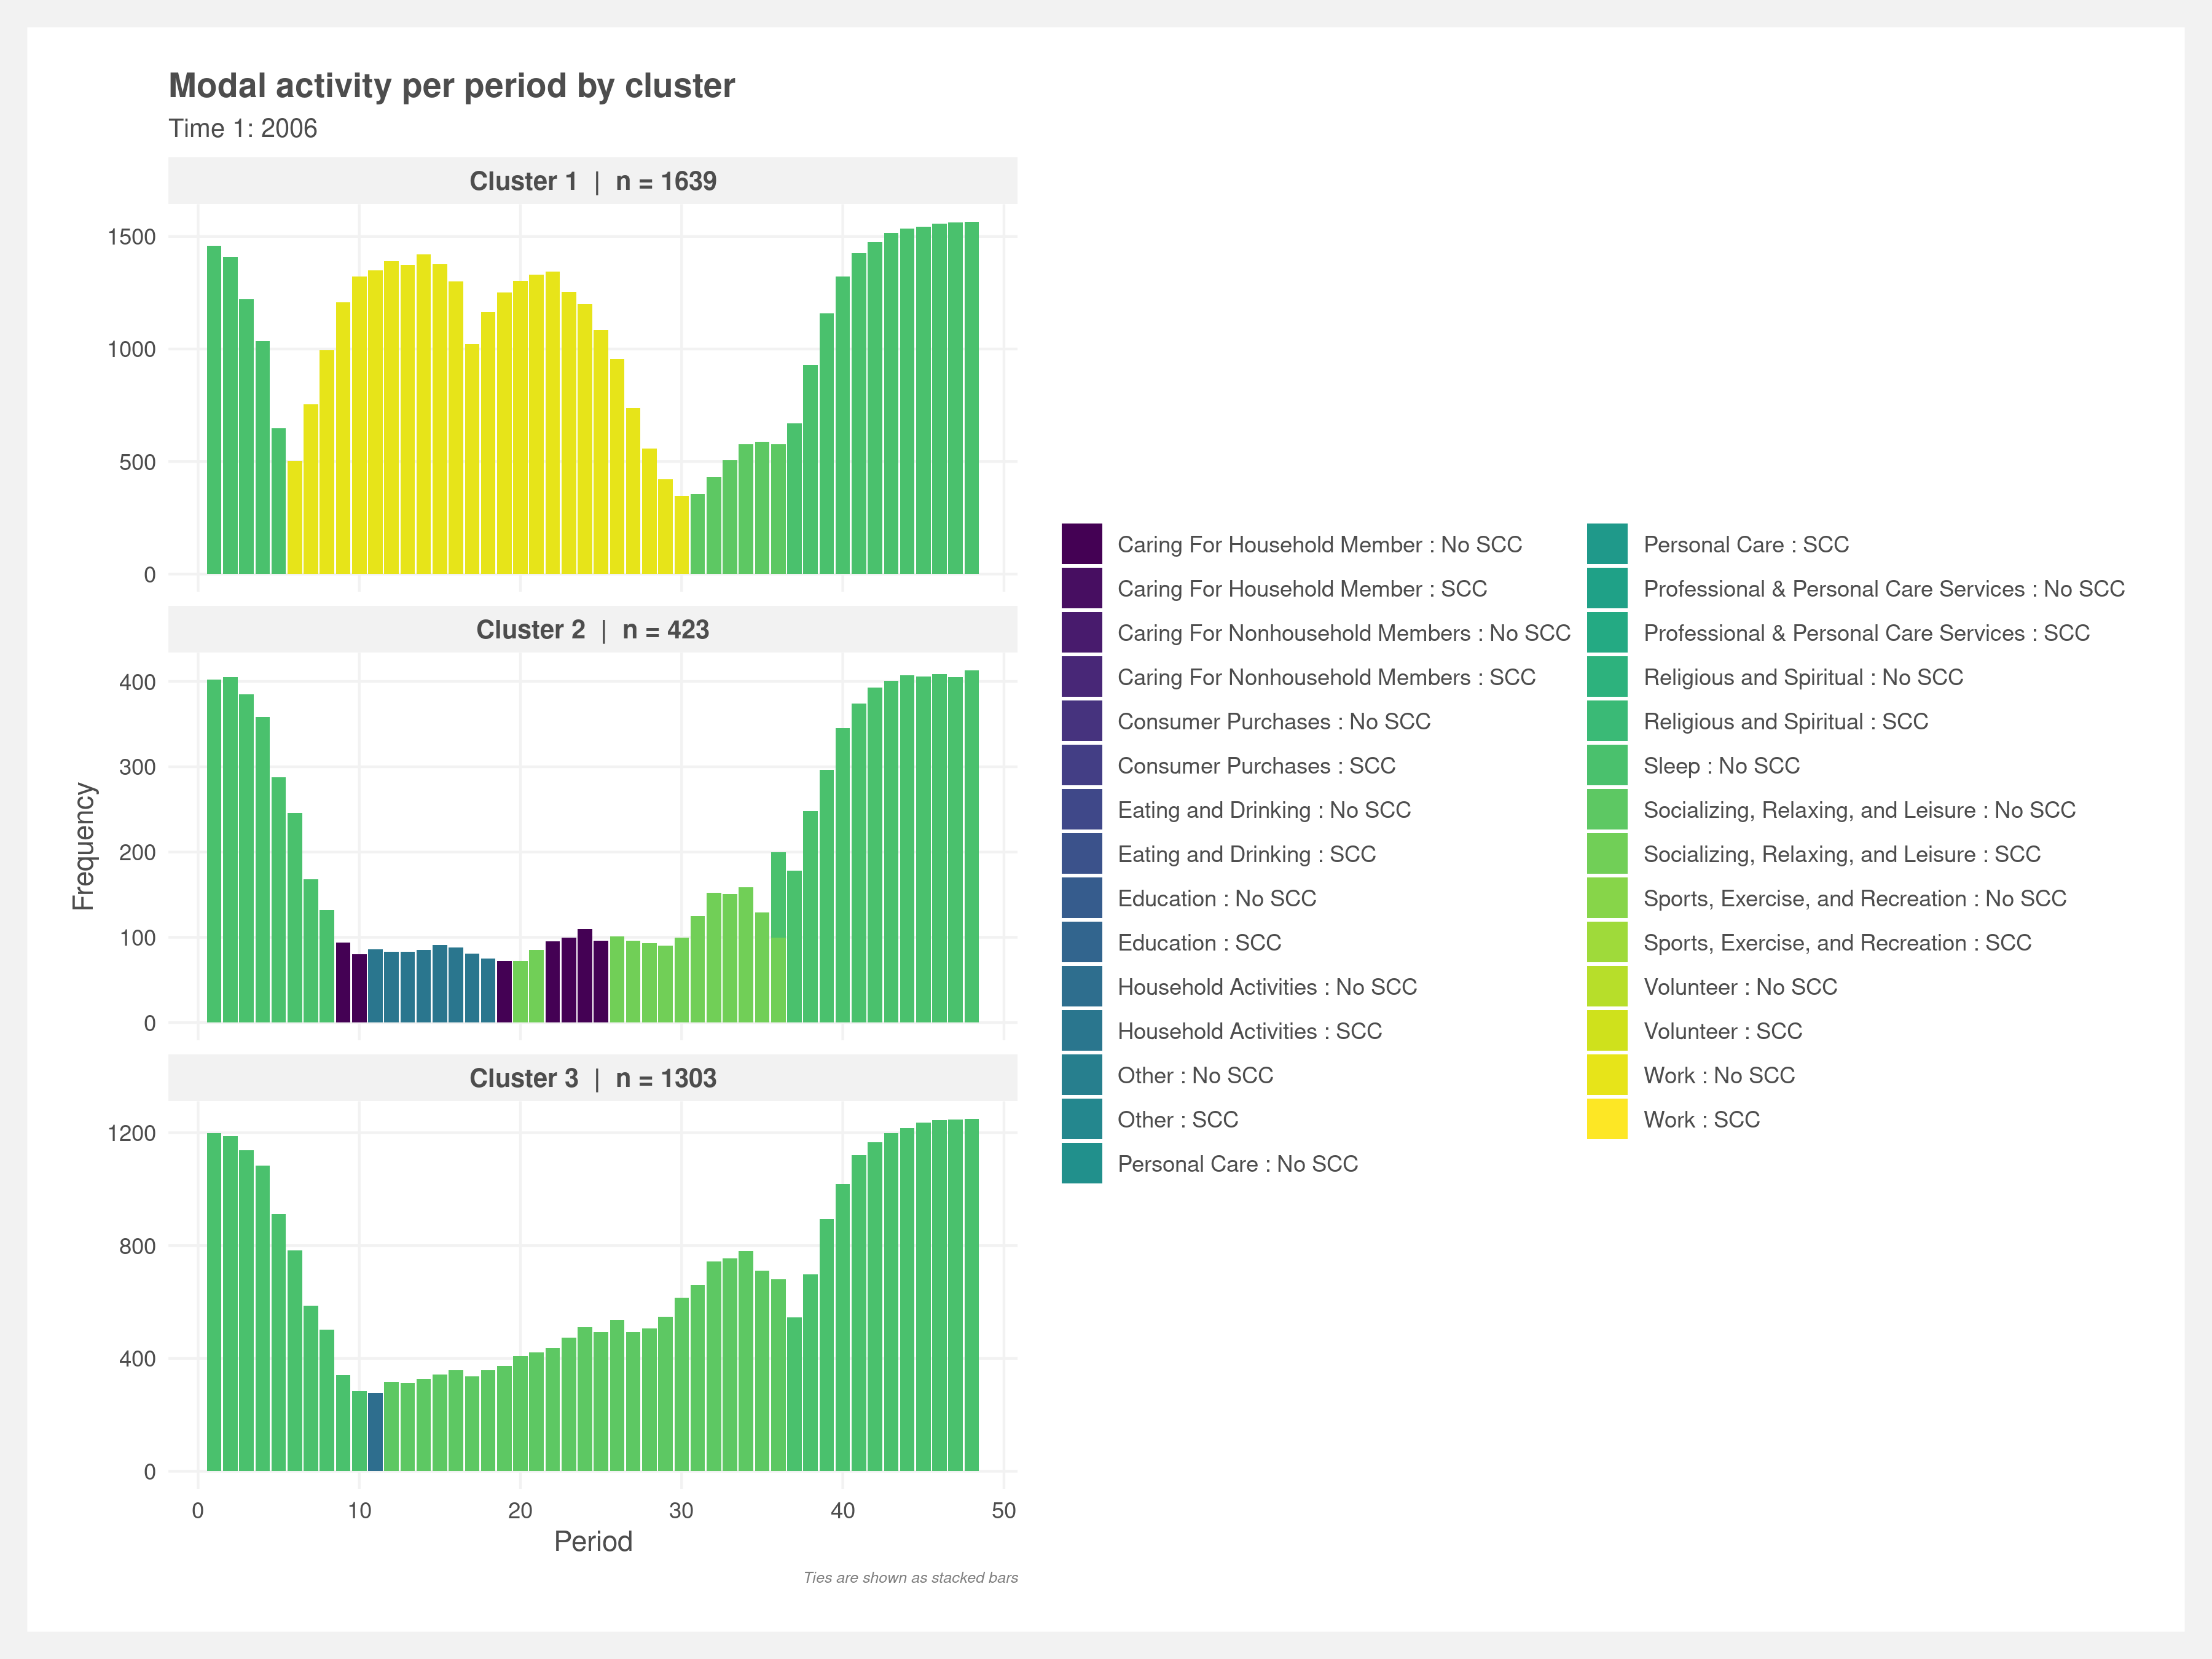 Modal activity per period by cluster
Time 1: 2006
Cluster 1 | n = 1639
1500
1000
500
0
Cluster 2 | n = 423
400
300
200
100
0
Cluster 3 | n = 1303
1200
800
400
0
0 10 20 30 40 50
Frequency
Period
Ties are shown as stacked bars
Caring For Household Member : No SCC
Caring For Household Member : SCC
Caring For Nonhousehold Members : No SCC
Caring For Nonhousehold Members : SCC
Consumer Purchases : No SCC
Consumer Purchases : SCC
Eating and Drinking : No SCC
Eating and Drinking : SCC
Education : No SCC
Education : SCC
Household Activities : No SCC
Household Activities : SCC
Other : No SCC
Other : SCC
Personal Care : No SCC
Personal Care : SCC
Professional & Personal Care Services : No SCC
Professional & Personal Care Services : SCC
Religious and Spiritual : No SCC
Religious and Spiritual : SCC
Sleep : No SCC
Socializing, Relaxing, and Leisure : No SCC
Socializing, Relaxing, and Leisure : SCC
Sports, Exercise, and Recreation : No SCC
Sports, Exercise, and Recreation : SCC
Volunteer : No SCC
Volunteer : SCC
Work : No SCC
Work : SCC